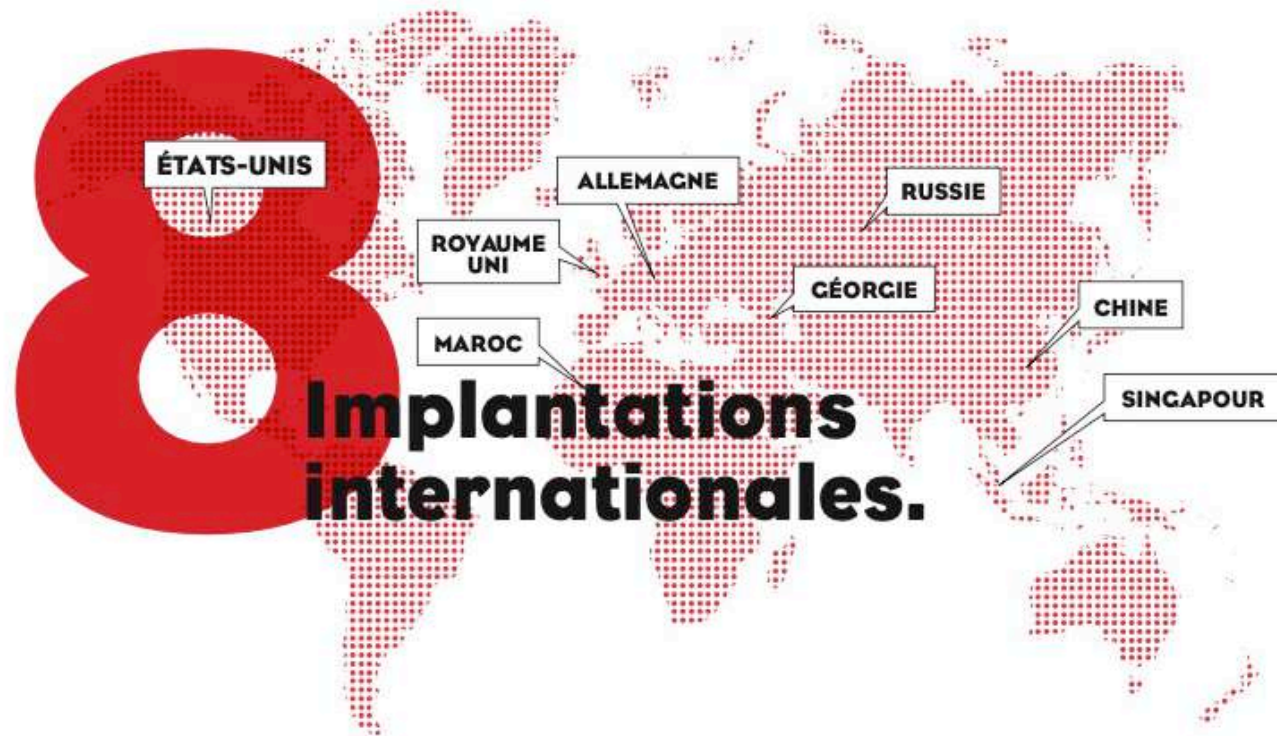 8
ÉTATS-UNIS
ALLEMAGNE
RUSSIE
ROYAUME
UNI
GÉORGIE
CHINE
MAROC
SINGAPOUR
Implantations
internationales.